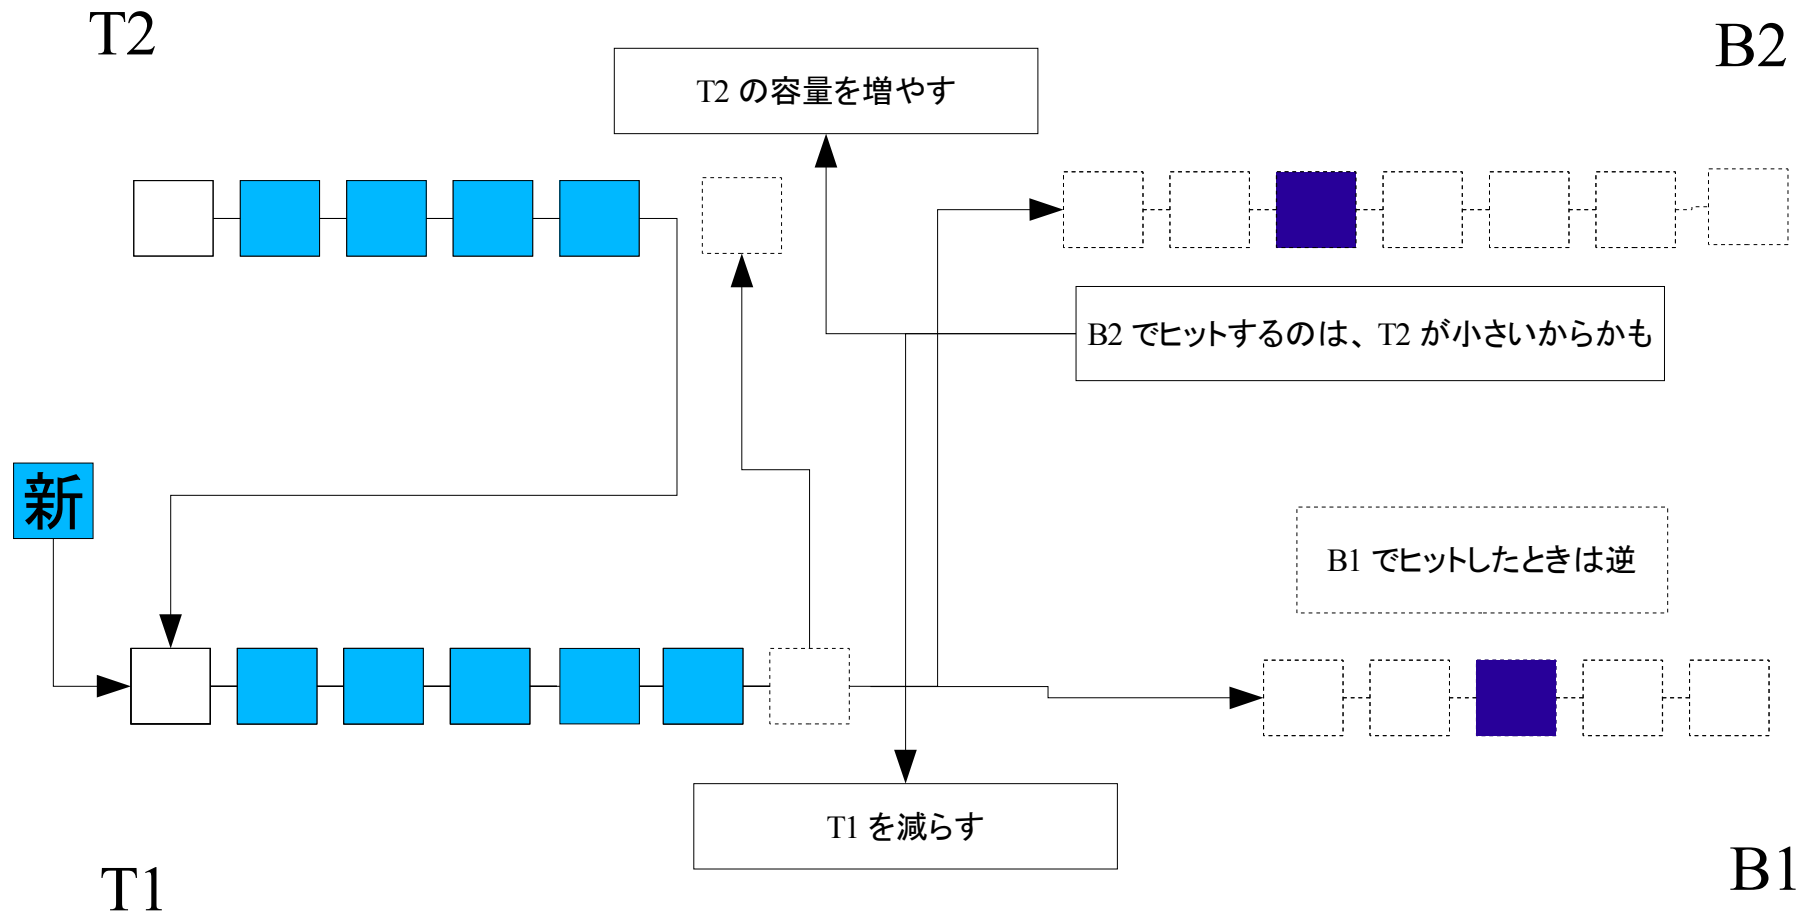 T2
B2
T2 の容量を増やす
B2 でヒットするのは、T2 が小さいからかも
新
B1 でヒットしたときは逆
T1 を減らす
T1
B1